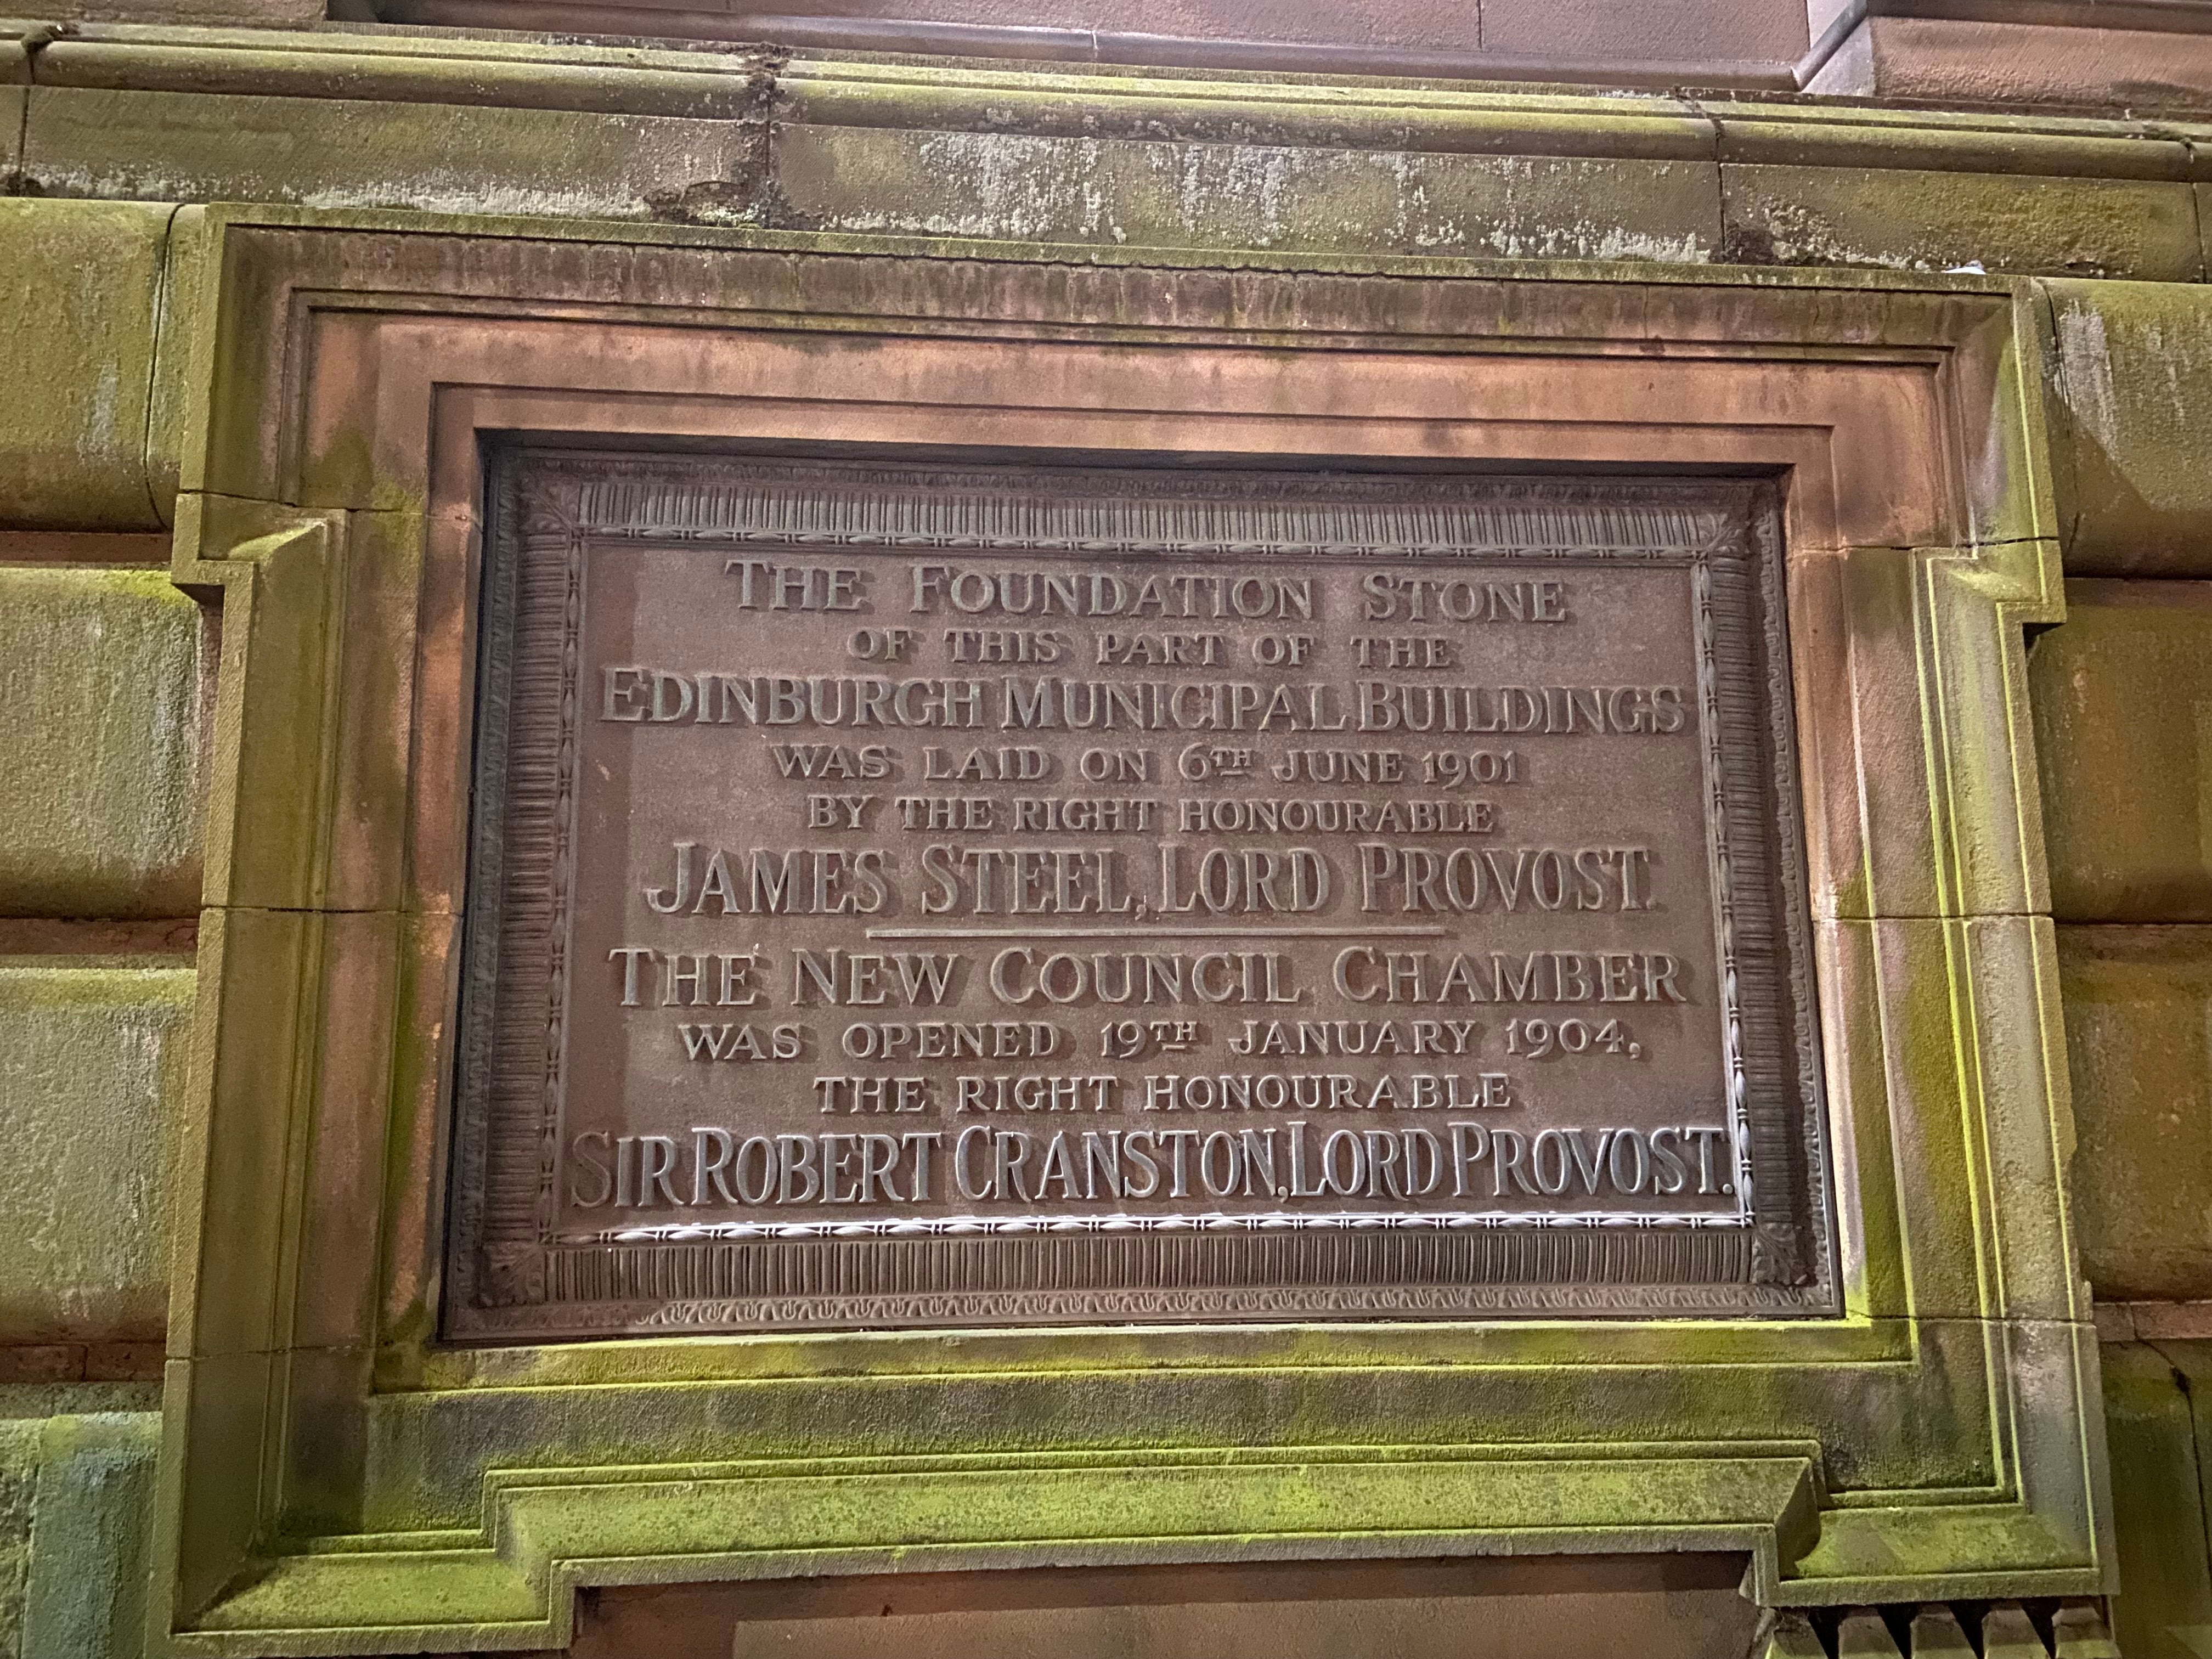 THE FOUNDATION STONE
OF THIS PART OF THE
EDINBURGH MUNICIPAL BUILDINGS
WAS LAID ON 6TH JUNE 1901
BY THE RIGHT HONOURABLE
JAMES STEEL, LORD PROVOST.
THE NEW COUNCIL CHAMBER
WAS OPENED 19TH JANUARY 1904,
THE RIGHT HONOURABLE
SIR ROBERT CRANSTON, LORD PROVOST.